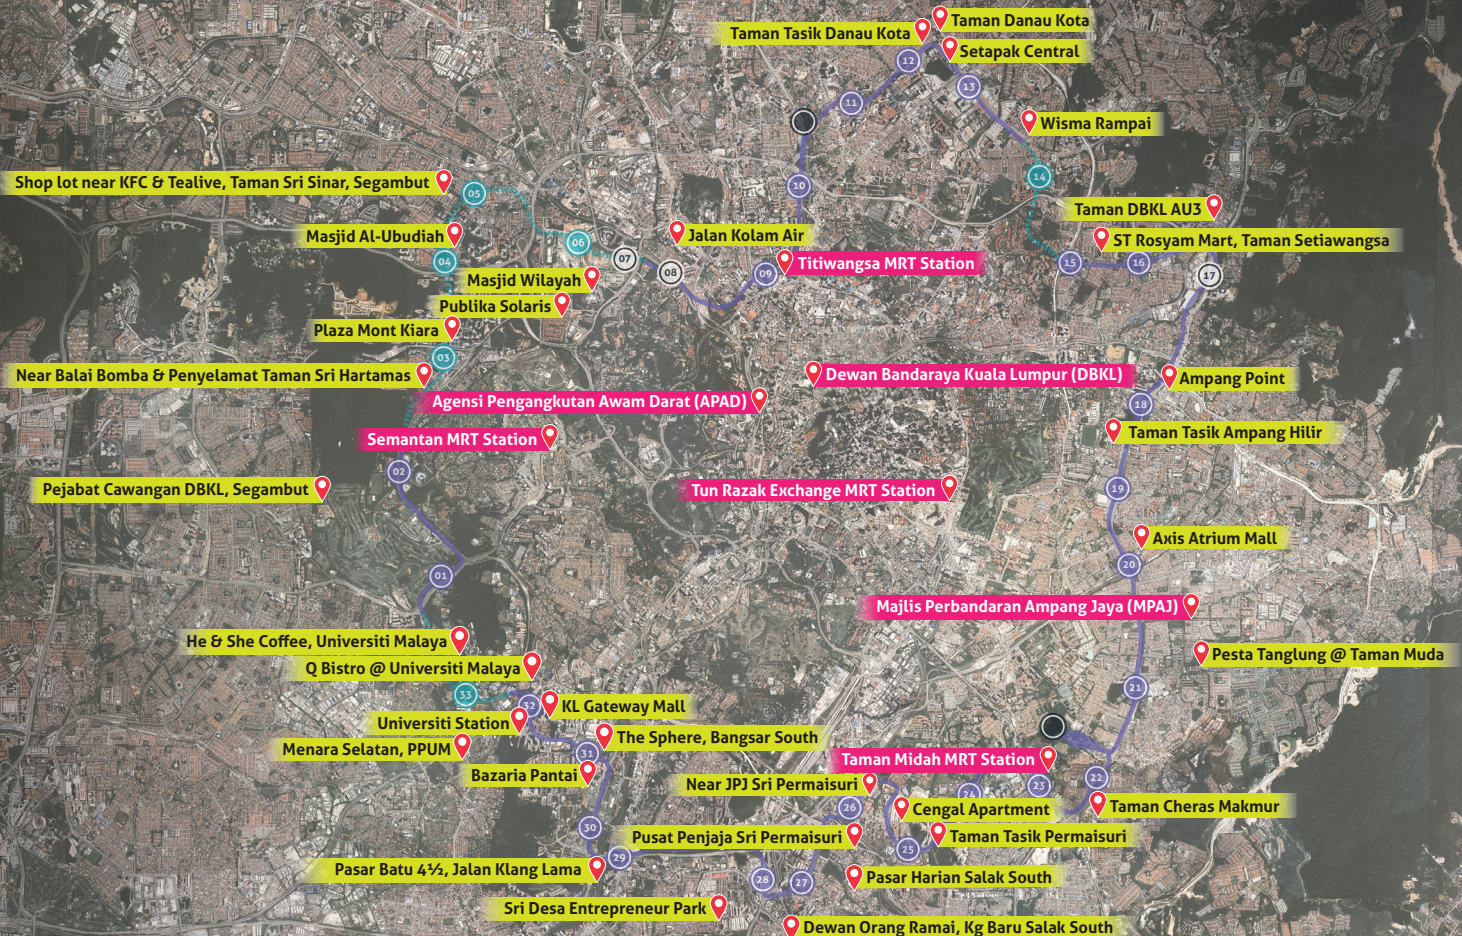 Taman Danau Kota
Taman Tasik Danau Kota
Setapak Central
12
13
11
Wisma Rampai
14
10
Shop lot near KFC & Tealive, Taman Sri Sinar, Segambut
05
Taman DBKL AU3
Masjid Al-Ubudiah
04
06
07
Jalan Kolam Air
ST Rosyam Mart, Taman Setiawangsa
08
09
Titiwangsa MRT Station
15
16
17
Masjid Wilayah
Publika Solaris
Plaza Mont Kiara
03
Near Balai Bomba & Penyelamat Taman Sri Hartamas
Dewan Bandaraya Kuala Lumpur (DBKL)
Ampang Point
Agensi Pengangkutan Awam Darat (APAD)
18
Semantan MRT Station
Taman Tasik Ampang Hilir
02
Pejabat Cawangan DBKL, Segambut
Tun Razak Exchange MRT Station
19
Axis Atrium Mall
01
20
Majlis Perbandaran Ampang Jaya (MPAJ)
He & She Coffee, Universiti Malaya
Q Bistro @ Universiti Malaya
Pesta Tanglung @ Taman Muda
33
32
KL Gateway Mall
21
Universiti Station
Menara Selatan, PPUM
The Sphere, Bangsar South
31
Bazaria Pantai
Taman Midah MRT Station
Near JPJ Sri Permaisuri
22
23
24
26
Cengal Apartment
Taman Cheras Makmur
30
Pusat Penjaja Sri Permaisuri
Taman Tasik Permaisuri
25
29
Pasar Batu 4½, Jalan Klang Lama
28
27
Pasar Harian Salak South
Sri Desa Entrepreneur Park
Dewan Orang Ramai, Kg Baru Salak South